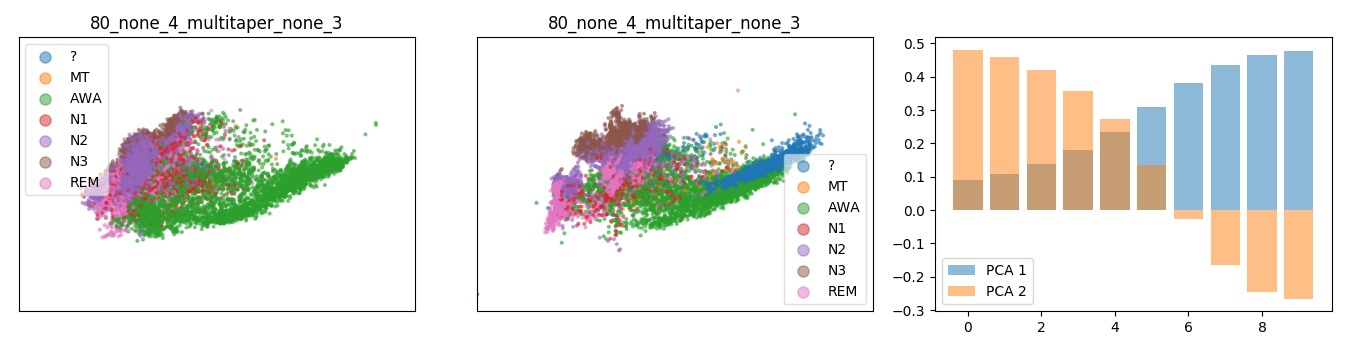 80_none_4_multitaper_none_3
?
MT
AWA
N1
N2
N3
REM
80_none_4_multitaper_none_3
?
MT
AWA
N1
N2
N3
REM
0.5
0.4
0.3
0.2
0.1
0.0
−0.1
−0.2
−0.3
PCA 1
PCA 2
0 2 4 6 8